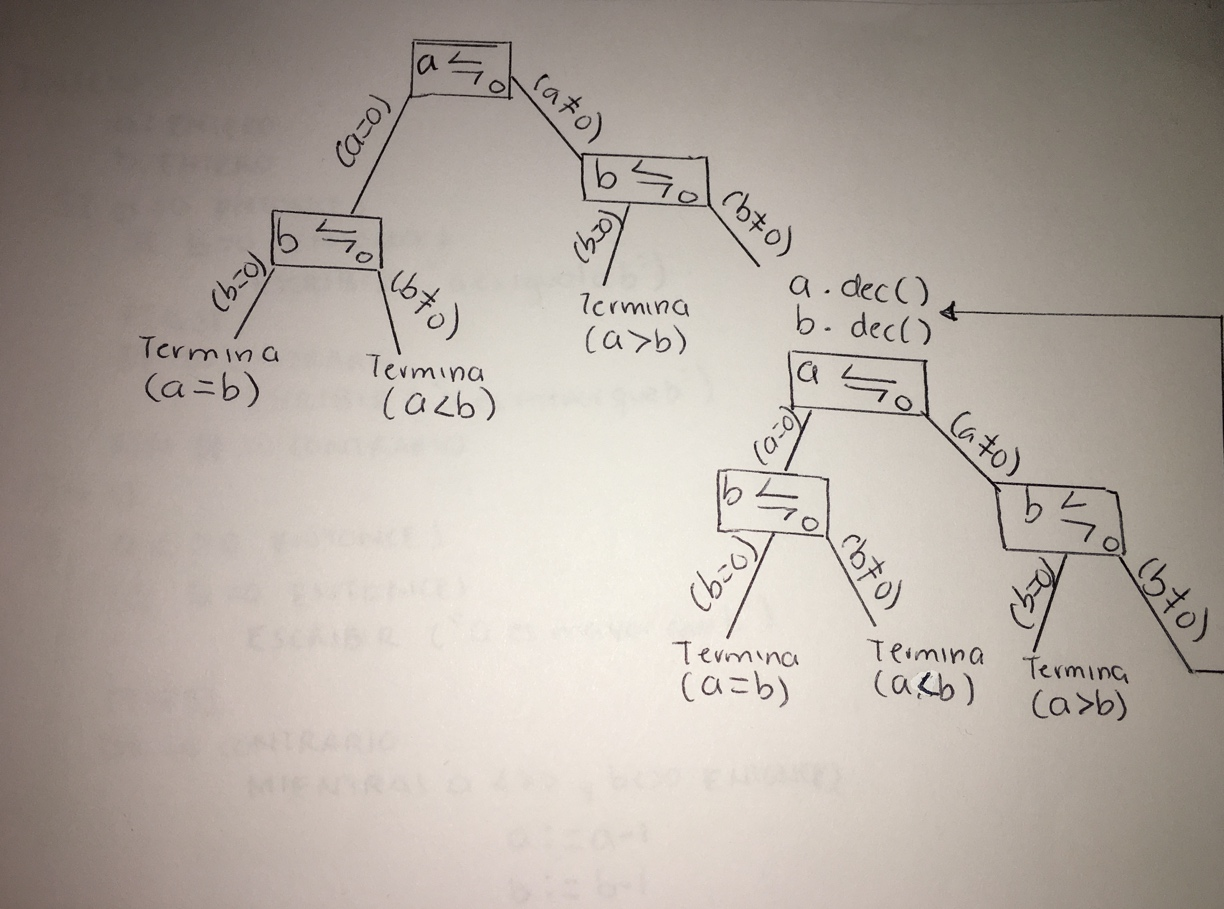 a ⇆ 0
(a=0)
(a≠0)
b ⇆ 0
(b=0)
(b≠0)
b ⇆ 0
(b=0)
(b≠0)
Termina
(a>b)
Termina
(a=b)
Termina
(a<b)
a.dec()
b.dec()
a ⇆ 0
(a=0)
(a≠0)
b ⇆ 0
(b=0)
(b≠0)
b ⇆ 0
(b=0)
(b≠0)
Termina
(a=b)
Termina
(a<b)
Termina
(a>b)